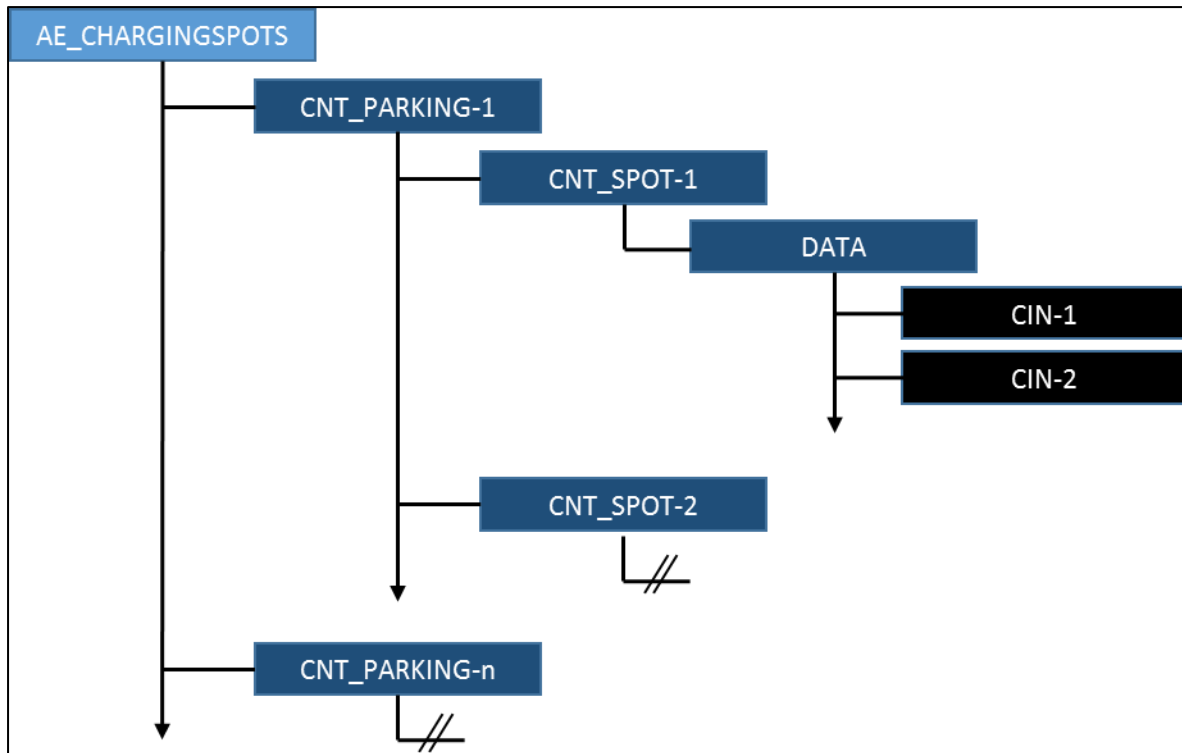 AE_CHARGINGSPOTS
CNT_PARKING-1
CNT_SPOT-1
DATA
CIN-1
CIN-2
CNT_SPOT-2
CNT_PARKING-n